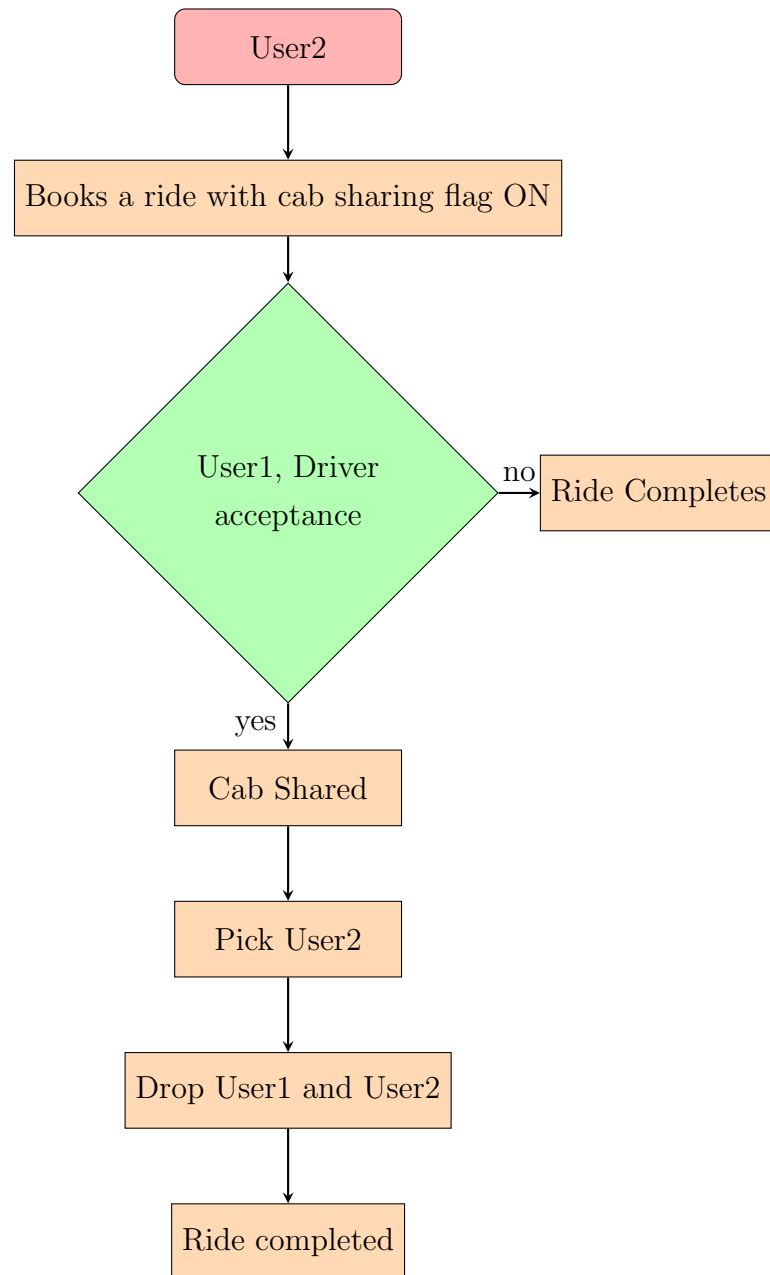 User2
Books a ride with cab sharing flag ON
User1, Driver
acceptance
no
Ride Completes
yes
Cab Shared
Pick User2
Drop User1 and User2
Ride completed